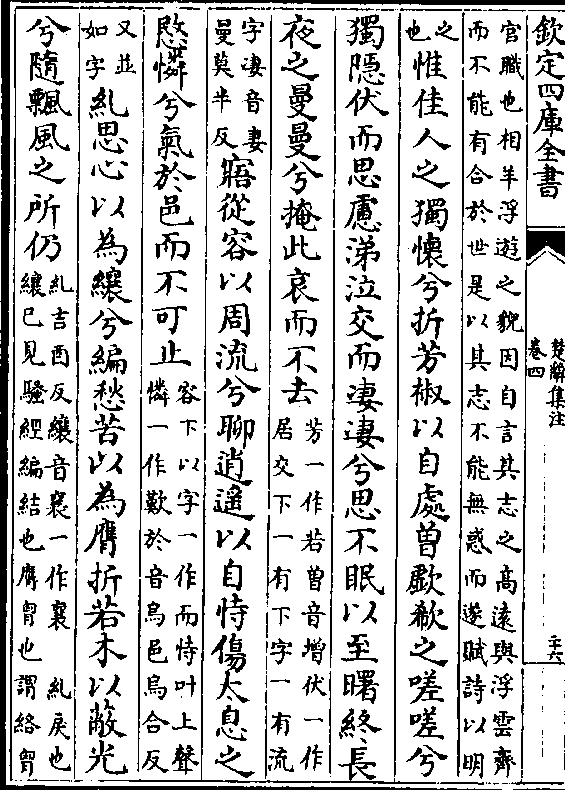 欽定四庫全書
楚辭集注
卷四
二十六
官職也相羊浮遊之貌因自言其志之高遠與浮雲齊
而不能有合於世是以其志不能無惑而遂賦詩以明
之
也
惟佳人之獨懷兮折芳椒以自處曾歔欷之嗟嗟兮
獨隱伏而思慮涕泣交而淒淒兮思不眠以至曙終長
夜之曼曼兮掩此哀而不去
芳一作若曾音增伏一作
居交下一有下字一有流
字凄音妻
曼莫半反
寤從容以周流兮聊逍遥以自恃傷太息之
愍憐兮氣於邑而不可止
容下以字一作而恃叶上聲
憐一作歎於音烏邑烏合反
又並
如字
糺思心以為纕兮編愁苦以為膺折若木以蔽光
兮隨飄風之所仍
糺吉酉反纕音襄一作襄 糺戾也
纕已見騷經編結也膺胷也謂絡胷